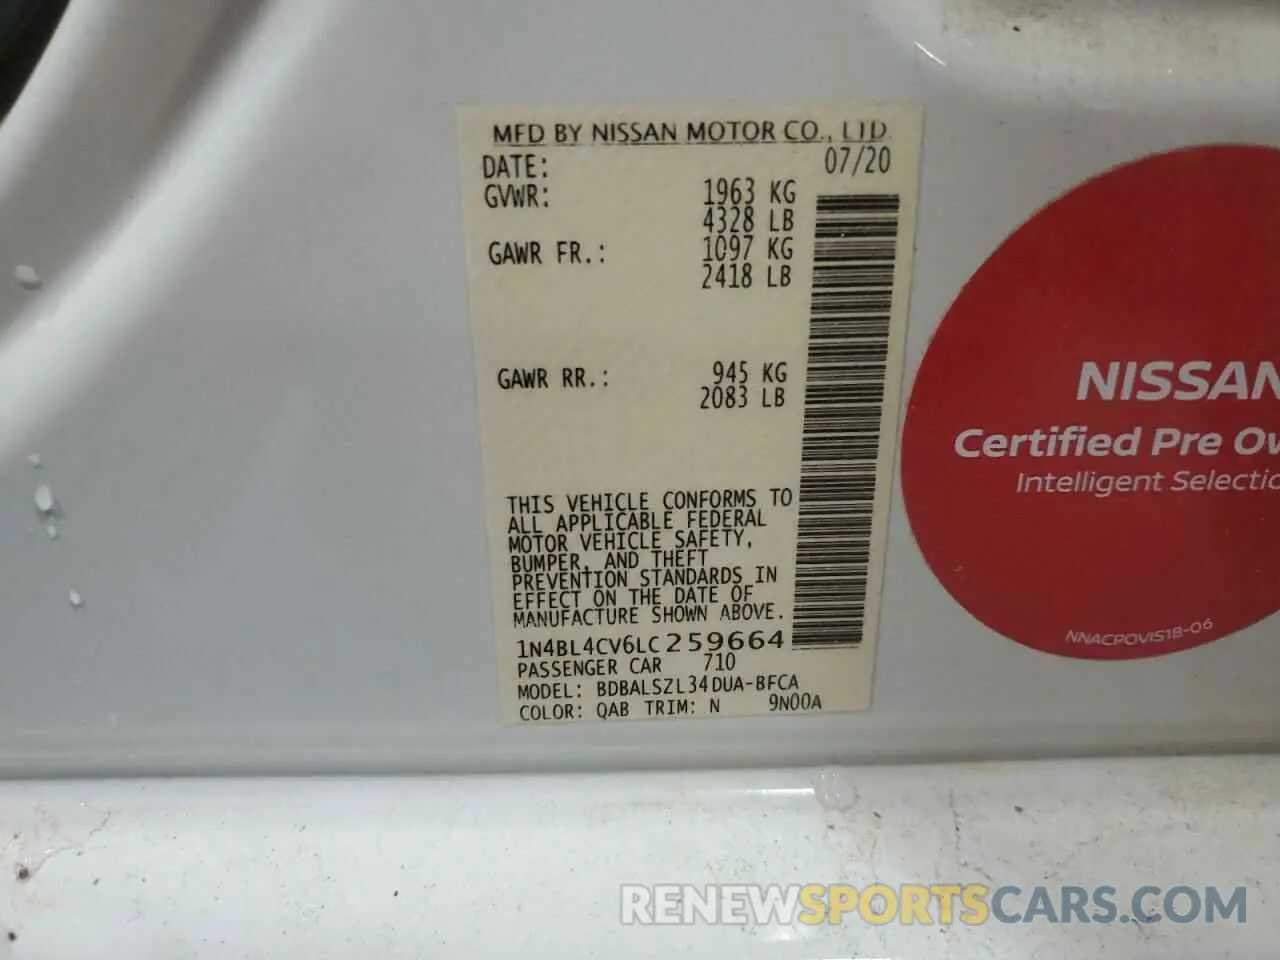 MFD BY NISSAN MOTOR CO., LTD.
DATE: 07/20
GVWR: 1963 KG
4328 LB
GAWR FR.: 1097 KG
2418 LB
GAWR RR.: 945 KG
2083 LB
THIS VEHICLE CONFORMS TO
ALL APPLICABLE FEDERAL
MOTOR VEHICLE SAFETY,
BUMPER, AND THEFT
PREVENTION STANDARDS IN
EFFECT ON THE DATE OF
MANUFACTURE SHOWN ABOVE.
1N4BL4CV6LC259664
PASSENGER CAR 710
MODEL: BDBALSZL34DUA-BFCA
COLOR: QAB TRIM: N 9N00A
NISSAN
Certified Pre Ow
Intelligent Selectio
NNACPOVIS18-06
RENEWSPORTSCARS.COM